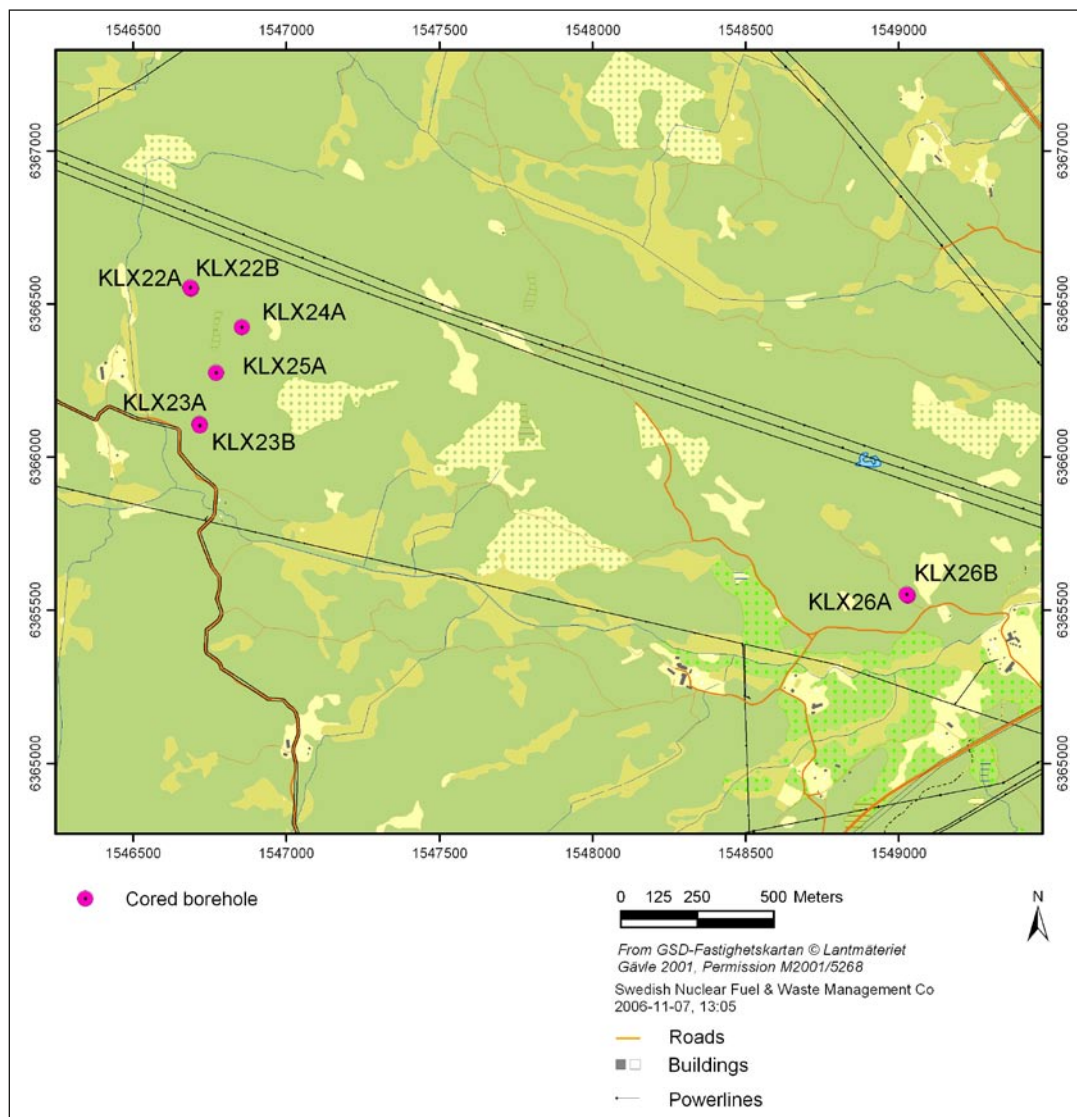 1546500 1547000 1547500 1548000 1548500 1549000
6367000 6367000
KLX22A KLX22B
6366500 6366500
KLX24A
KLX25A
KLX23A
KLX23B
6366000 6366000
KLX26B
KLX26A
6365500 6365500
6365000 6365000
1546500 1547000 1547500 1548000 1548500 1549000
Cored borehole
0 125 250 500 Meters
N
From GSD-Fastighetskartan © Lantmäteriet
Gävle 2001, Permission M2001/5268
Swedish Nuclear Fuel & Waste Management Co
2006-11-07, 13:05
Roads
Buildings
Powerlines